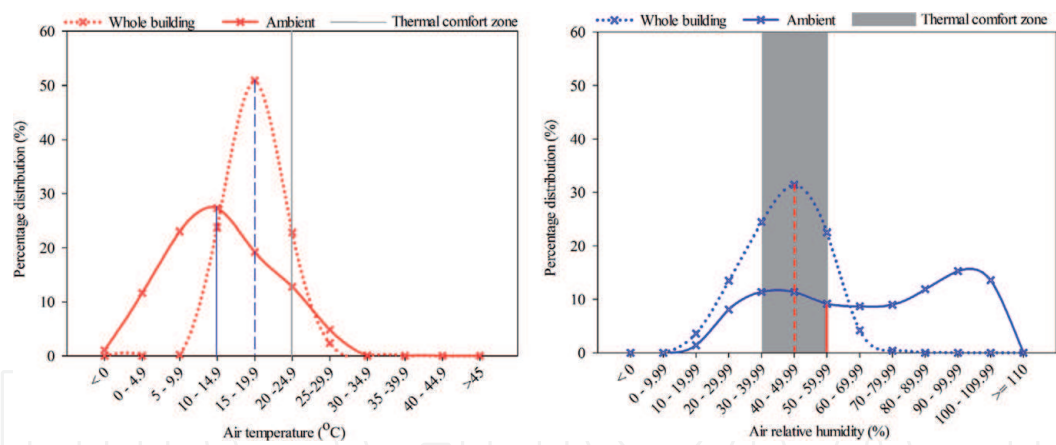 Whole building Ambient Thermal comfort zone
60
50
40
30
20
10
0
Percentage distribution (%)
< 0
0 - 4,9
5 - 9,9
10 - 14,9
15 - 19,9
20 -24,9
25-29,9
30 - 34,9
35 -39,9
40 - 44,9
>45
Air temperature (°C)
Whole building Ambient Thermal comfort zone
60
50
40
30
20
10
0
Percentage distribution (%)
< 0
0 - 9,99
10 - 19,99
20 - 29,99
30 - 39,99
40 - 49,99
50 - 59,99
60 - 69,99
70 -79,99
80 - 89,99
90 - 99,99
100 - 109,99
>= 110
Air relative humidity (%)